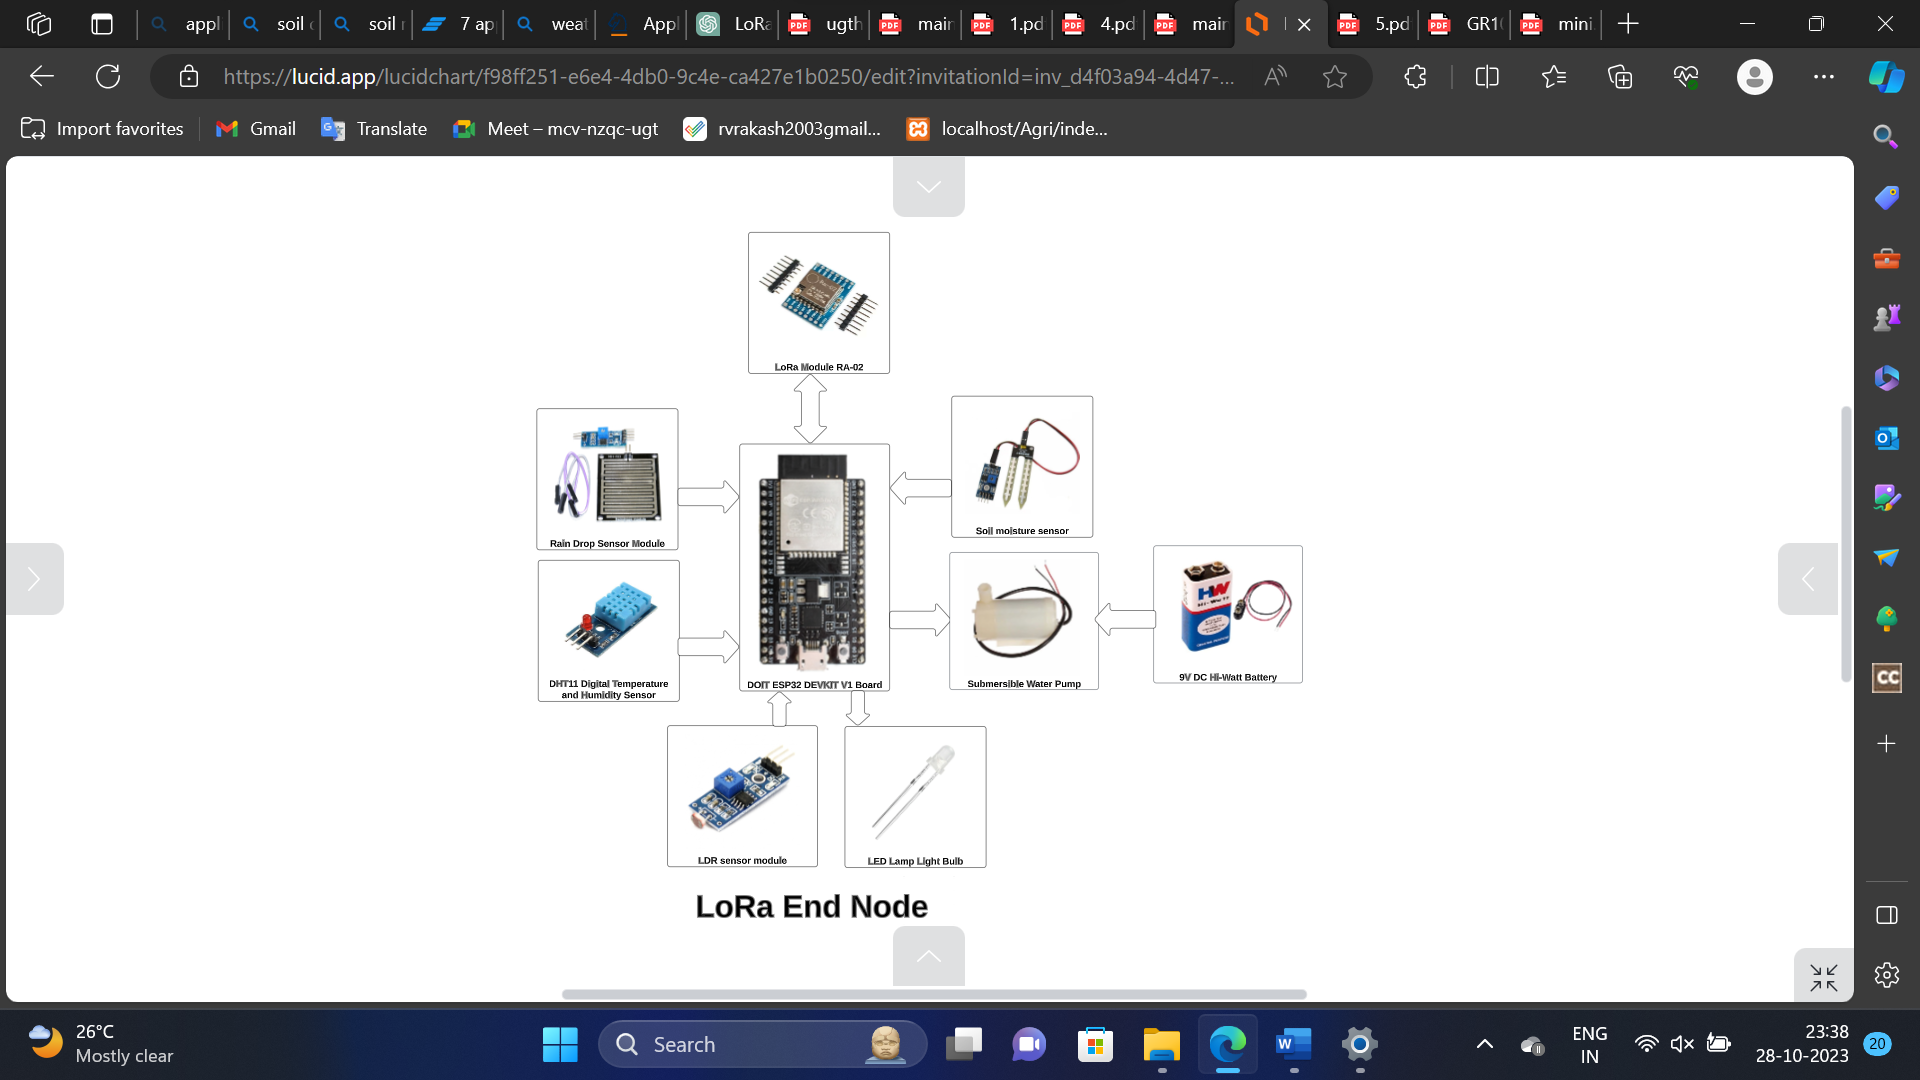 appl
soil
soil r
7 ap
weat
Appl
LoRa
ugth
main
1.pd
4.pd
mair
5.pd
GR1
mini
https://lucid.app/lucidchart/f98ff251-e6e4-4db0-9c4e-ca427e1b0250/edit?invitationId=inv_d4f03a94-4d47-...
Import favorites
Gmail
Translate
Meet – mcv-nzqc-ugt
rvrakash2003gmail...
localhost/Agri/inde...
LoRa Module RA-02
Rain Drop Sensor Module
Soil moisture sensor
DHT11 Digital Temperature
and Humidity Sensor
DOIT ESP32 DEVKIT V1 Board
Submersible Water Pump
HW
HI-WATT
9V DC Hi-Watt Battery
LDR sensor module
LED Lamp Light Bulb
LoRa End Node
CC
26°C
Mostly clear
Search
ENG
IN
23:38
28-10-2023
20